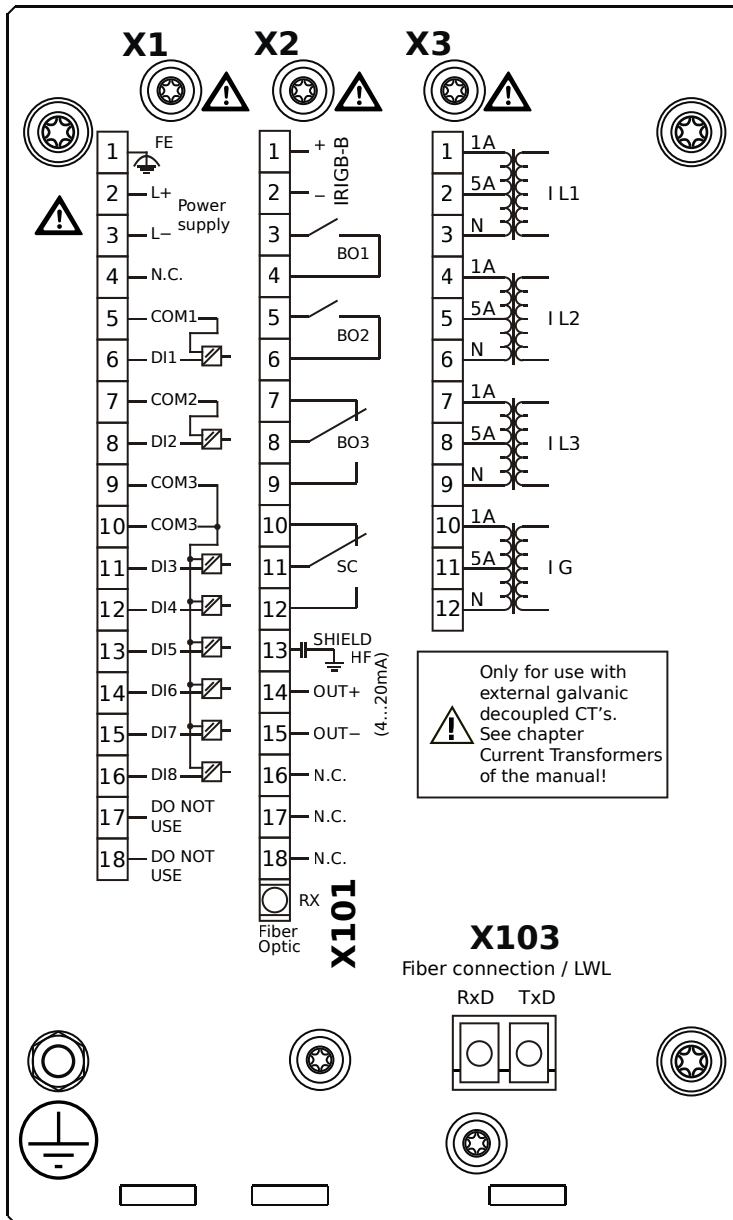 X1
X2
X3
1 FE
2 L+
3 L−
Power
supply
4 N.C.
5 COM1
6 DI1
7 COM2
8 DI2
9 COM3
10 COM3
11 DI3
12 DI4
13 DI5
14 DI6
15 DI7
16 DI8
17 DO NOT
USE
18 DO NOT
USE
1 +
2 −
IRIGB-B
3
4
BO1
5
6
BO2
7
8
9
BO3
10
11
12
SC
13 SHIELD
HF
14 OUT+
15 OUT−
(4...20mA)
16 N.C.
17 N.C.
18 N.C.
RX
Fiber
Optic
X101
1 1A
2 5A
3 N
I L1
4 1A
5 5A
6 N
I L2
7 1A
8 5A
9 N
I L3
10 1A
11 5A
12 N
I G
! Only for use with
external galvanic
decoupled CT's.
See chapter
Current Transformers
of the manual!
X103
Fiber connection / LWL
RxD TxD